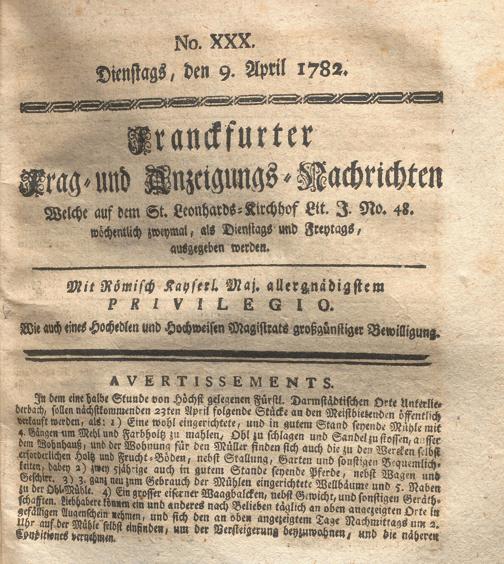 No. XXX.
Dienstags, den 9. April 1782.
Franckfurter
Frag- und Anzeigungs-Nachrichten
Welche auf dem St. Leonhards-Kirchhof Lit. J. No. 48.
wöchentlich zweymal, als Dienstags und Freytags,
ausgegeben werden.
Mit Römisch Kayserl. Maj. allergnädigstem
PRIVILEGIO.
Wie auch eines Hochedlen und Hochweisen Magistrats großgünstiger Bewilligung.
AVERTISSEMENTS.
In dem eine halbe Stunde von Höchst gelegenen Fürstl. Darmstädtischen Orte Unterlie-
derbach, sollen nächstkommenden 23ten April folgende Stücke an den Meistbietenden öffentlich
verkauft werden, als: 1) Eine wohl eingerichtete, und in gutem Stand seyende Mühle mit
4. Gängen um Mehl und Farbholtz zu mahlen, Ohl zu schlagen und Sandel zu stossen, ausser
dem Wohnhauß, und der Wohnung für den Müller finden sich auch die zu den Wercken selbst
erforderlichen Holtz und Frucht-Böden, nebst Stallung, Garten und sonstigen Bequemlich-
keiten, dabey 2) zwey zjährige auch in gutem Stande seyende Pferde, nebst Wagen und
Geschirr. 3) 3. ganz neu zum Gebrauch der Mühlen eingerichtete Wellbäume und 5. Naben
zu der Ohl-Mühle. 4) Ein grosser eiserner Waagbalcken, nebst Gewicht, und sonstigen Geräth-
schafften. Liebhabere können ein und anderes nach Belieben täglich an oben angezeigten Orte in
gefälligen Augenschein nehmen, und sich den an oben angezeigtem Tage Nachmittags um 2.
Uhr auf der Mühle selbst einfinden, um der Versteigerung beyzuwohnen, und die näheren
Conditiones vernehmen.